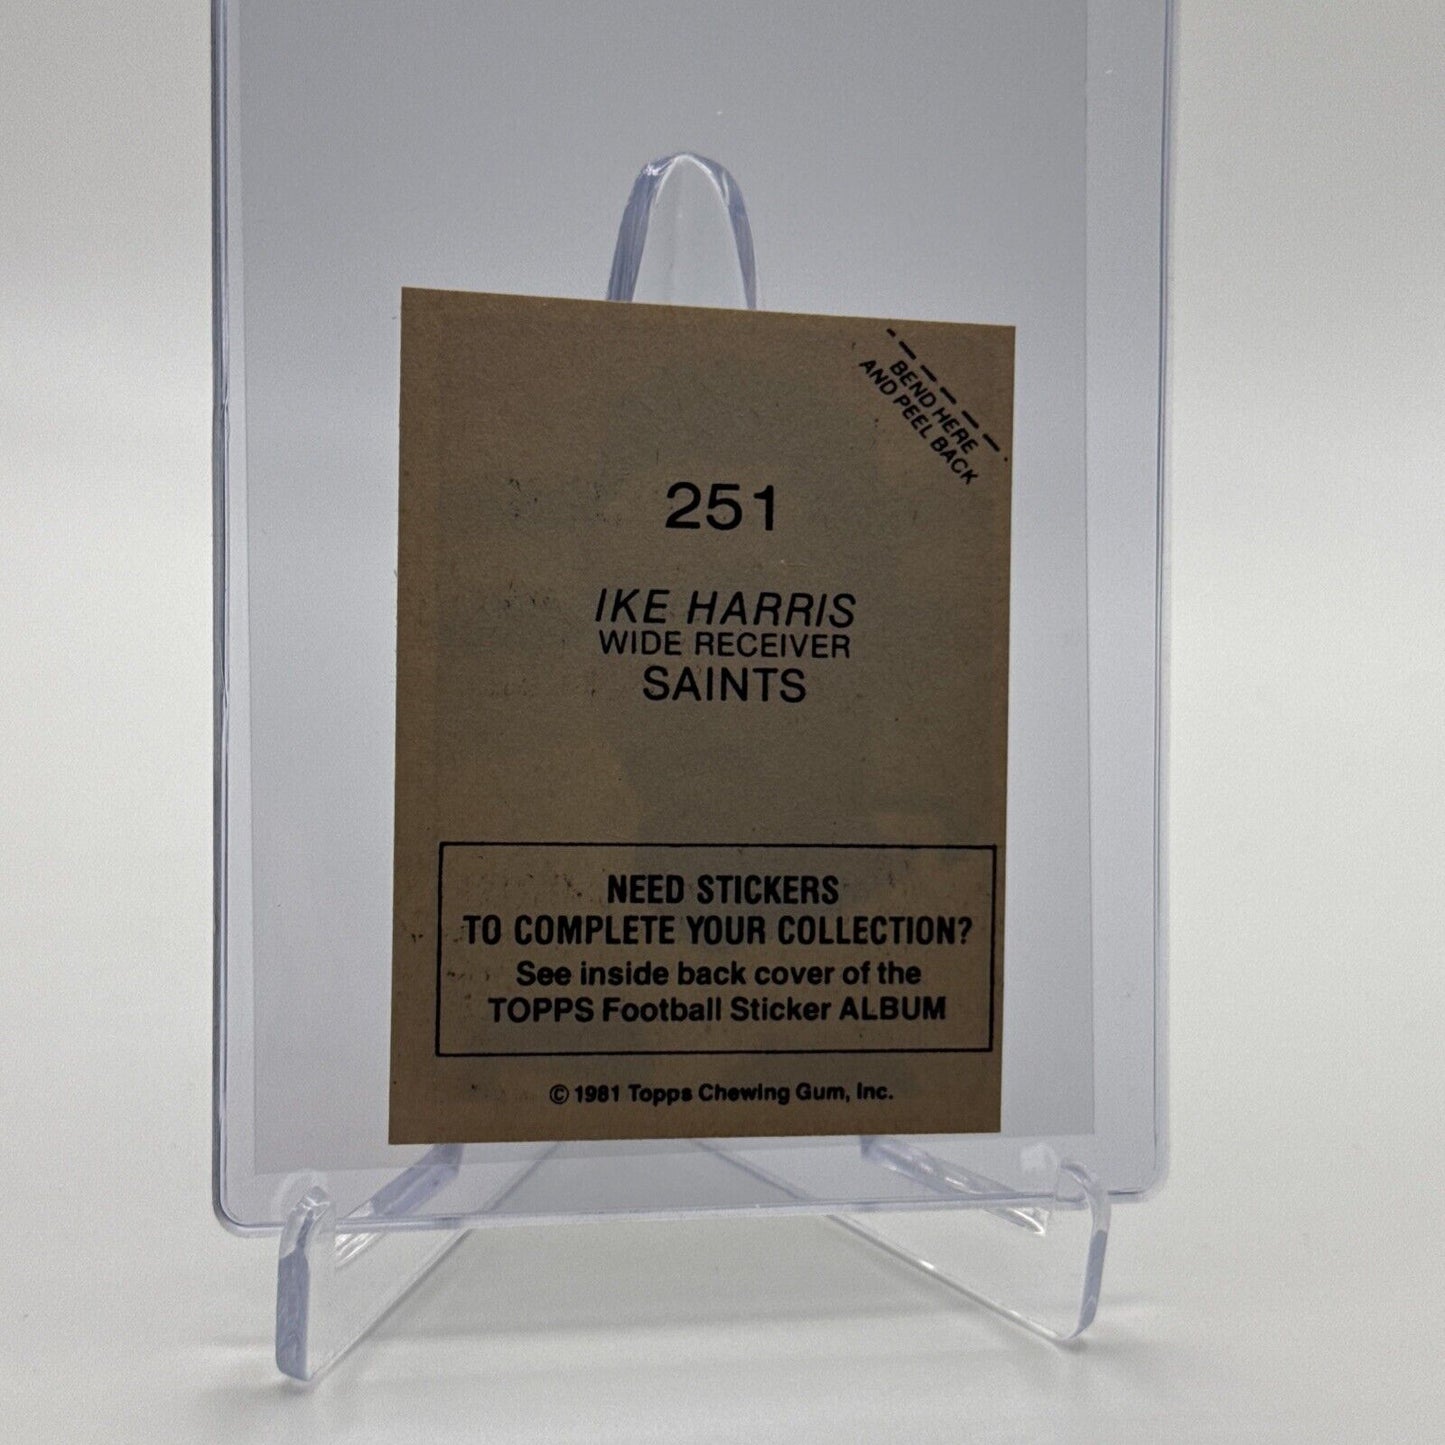 BEND HERE
AND PEEL BACK
251
IKE HARRIS
WIDE RECEIVER
SAINTS
NEED STICKERS
TO COMPLETE YOUR COLLECTION?
See inside back cover of the
TOPPS Football Sticker ALBUM
© 1981 Topps Chewing Gum, Inc.